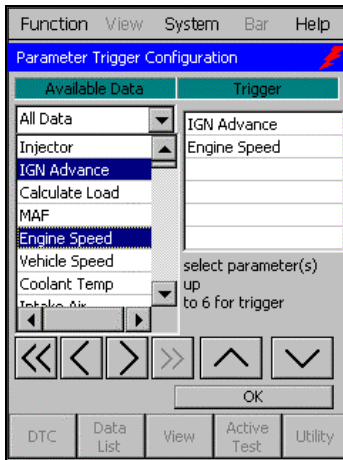 Function View System Bar Help
Parameter Trigger Configuration
Available Data Trigger
All Data
Injector
IGN Advance
Calculate Load
MAF
Engine Speed
Vehicle Speed
Coolant Temp
Intake Air
IGN Advance
Engine Speed
select parameter(s)
up
to 6 for trigger
OK
DTC
Data
List
View
Active
Test
Utility